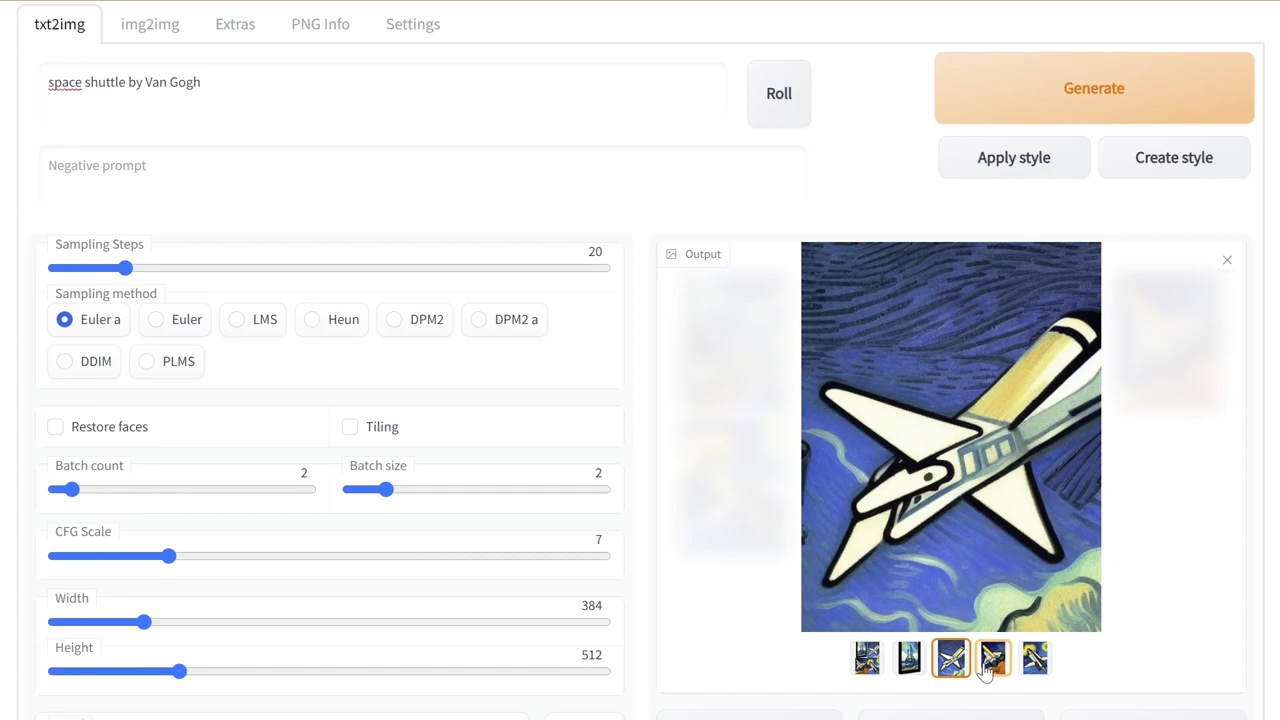 txt2img img2img Extras PNG Info Settings
space shuttle by Van Gogh
Roll
Generate
Negative prompt
Apply style Create style
Sampling Steps
20
Output
Sampling method
Euler a Euler LMS Heun DPM2 DPM2 a
DDIM PLMS
Restore faces Tiling
Batch count 2 Batch size 2
CFG Scale
7
Width
384
Height
512